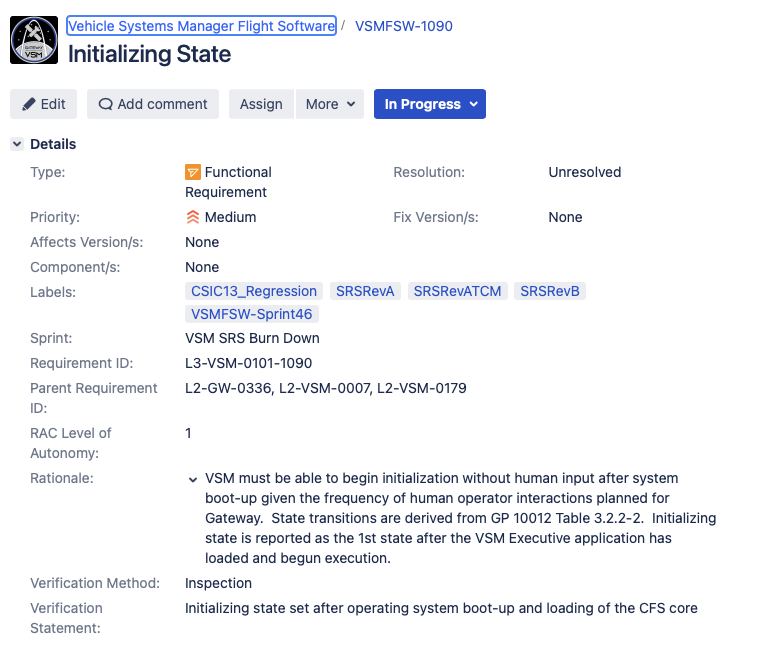 Vehicle Systems Manager Flight Software / VSMFSW-1090
GATEWAY
VSM
Initializing State
Edit Add comment Assign More In Progress
Details
Type: Functional Requirement Resolution: Unresolved
Priority: Medium Fix Version/s: None
Affects Version/s: None
Component/s: None
Labels: CSIC13_Regression SRSRevA SRSRevATCM SRSRevB
VSMFSW-Sprint46
Sprint: VSM SRS Burn Down
Requirement ID: L3-VSM-0101-1090
Parent Requirement ID: L2-GW-0336, L2-VSM-0007, L2-VSM-0179
RAC Level of Autonomy: 1
Rationale: VSM must be able to begin initialization without human input after system
boot-up given the frequency of human operator interactions planned for
Gateway. State transitions are derived from GP 10012 Table 3.2.2-2. Initializing
state is reported as the 1st state after the VSM Executive application has
loaded and begun execution.
Verification Method: Inspection
Verification Statement: Initializing state set after operating system boot-up and loading of the CFS core